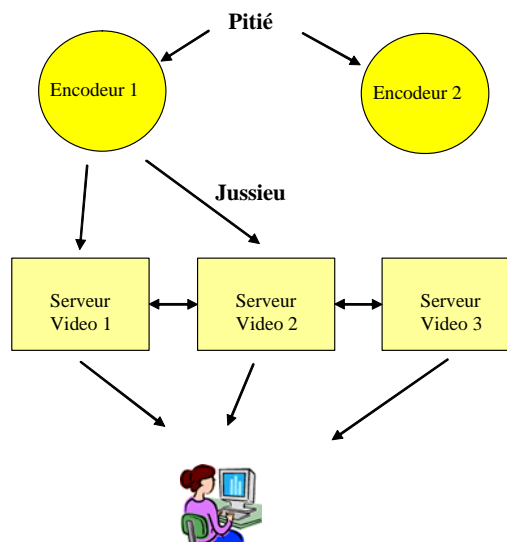 Pitié
Encodeur 1
Encodeur 2
Jussieu
Serveur
Video 1
Serveur
Video 2
Serveur
Video 3